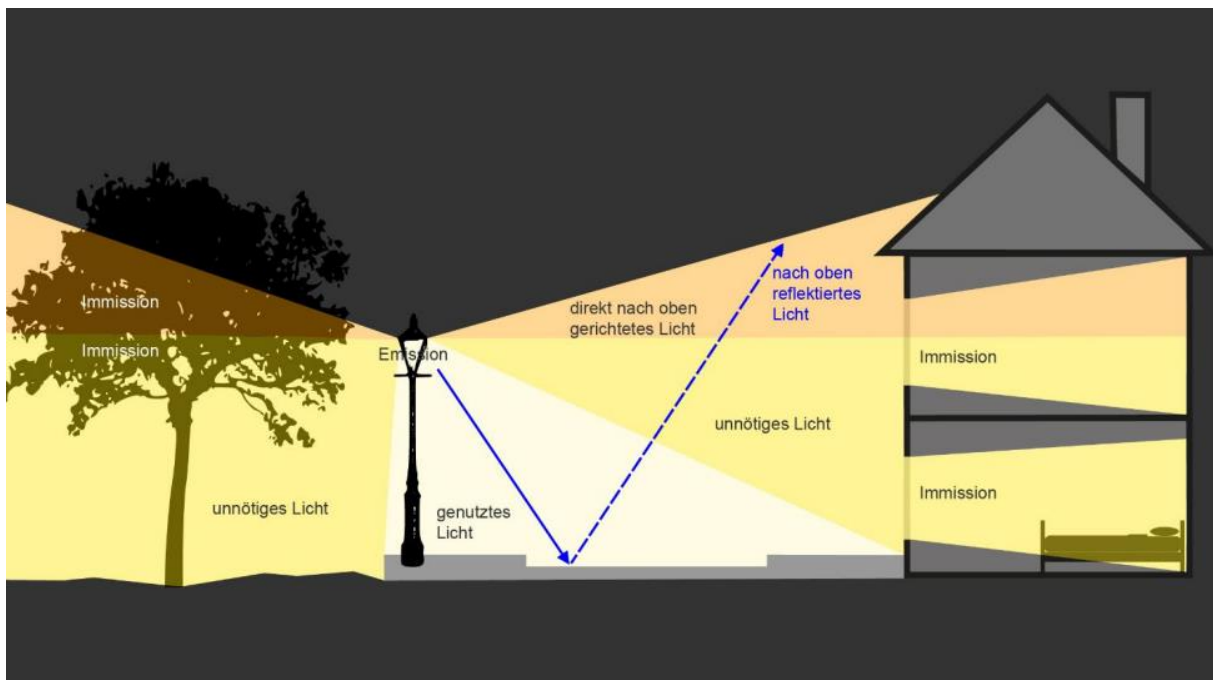 Immission
Immission
Emission
direkt nach oben
gerichtetes Licht
nach oben
reflektiertes
Licht
Immission
unnötiges Licht
Immission
unnötiges Licht
genutztes
Licht